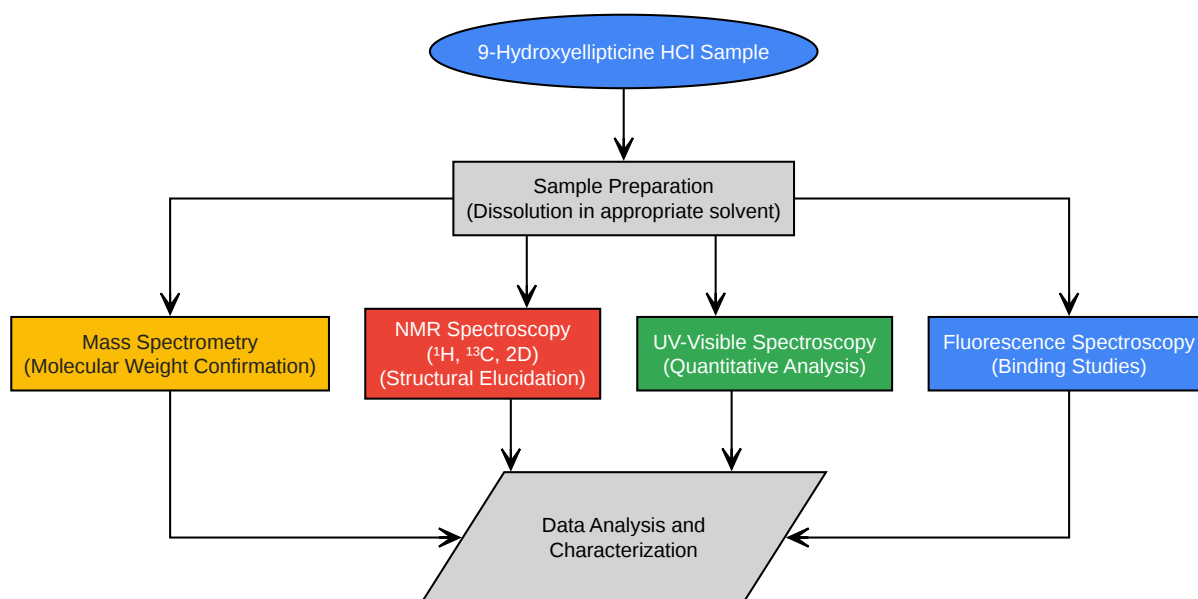 9-Hydroxyellipticine HCl Sample
Sample Preparation
(Dissolution in appropriate solvent)
Mass Spectrometry
(Molecular Weight Confirmation)
NMR Spectroscopy
(¹H, ¹³C, 2D)
(Structural Elucidation)
UV-Visible Spectroscopy
(Quantitative Analysis)
Fluorescence Spectroscopy
(Binding Studies)
Data Analysis and
Characterization